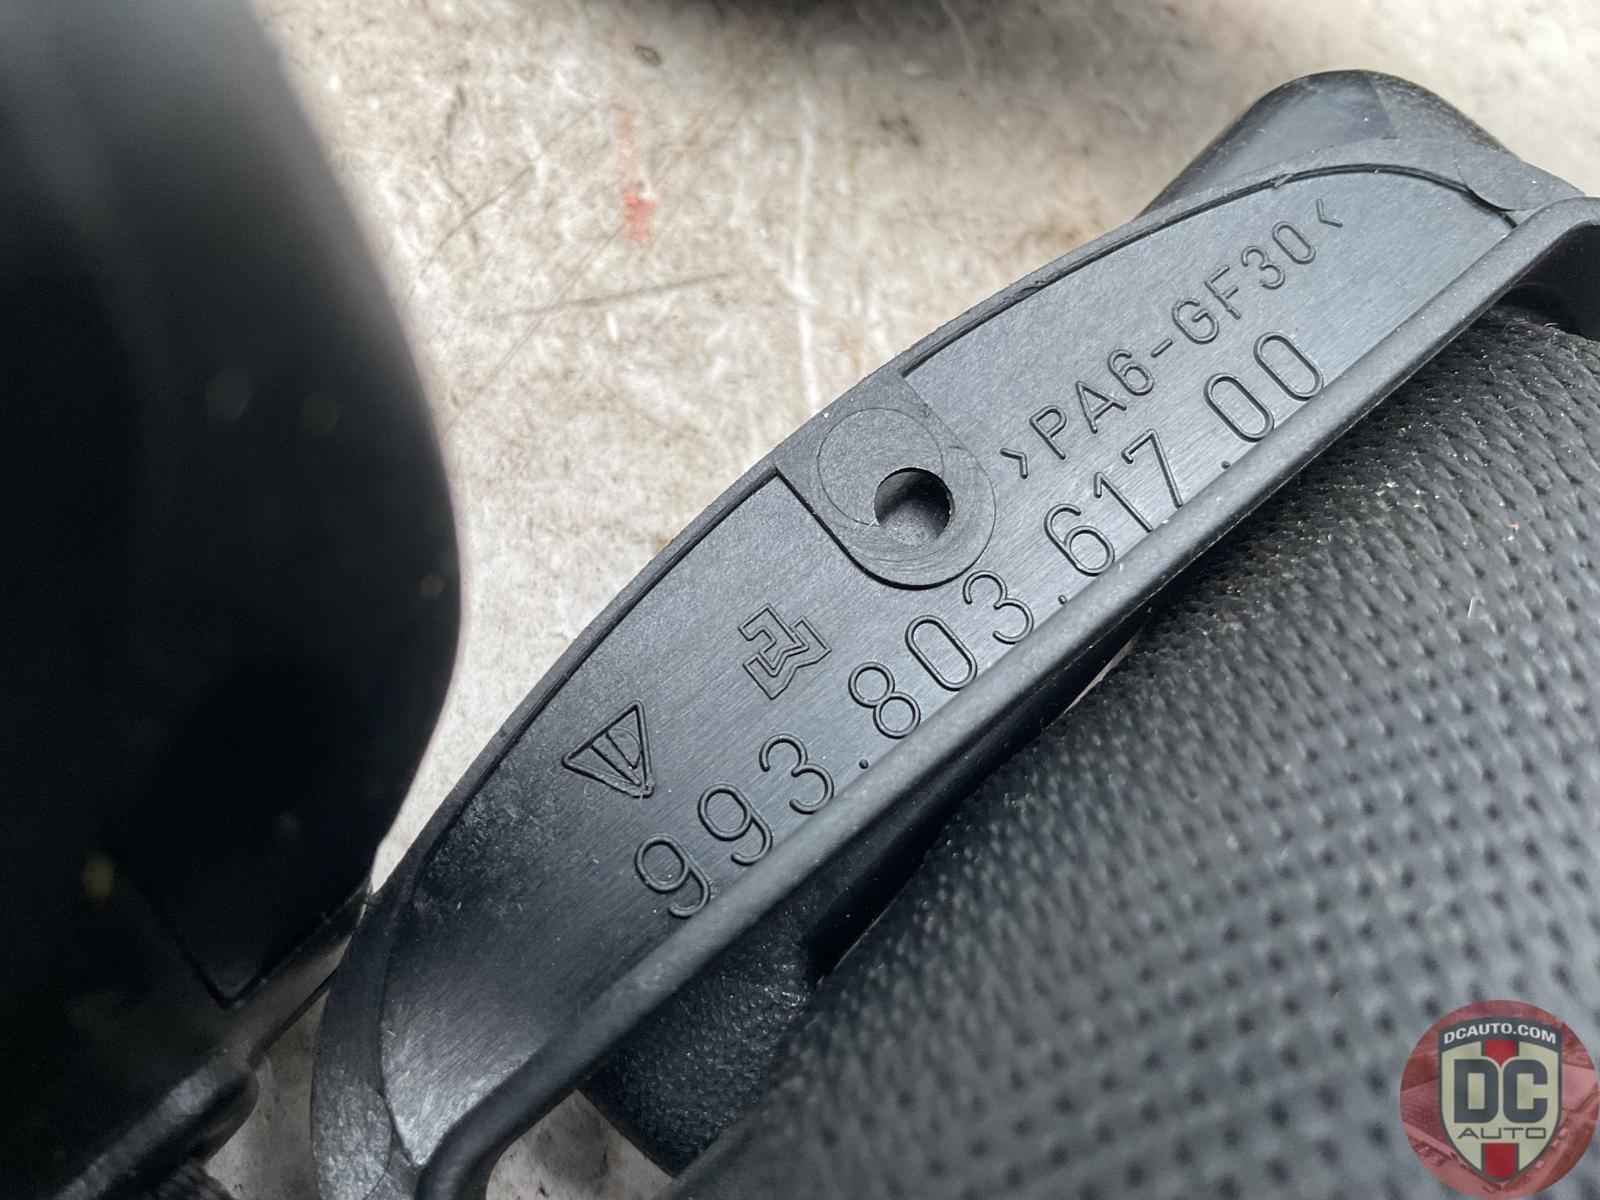 >PA6-GF30<
993.803.617.00
DCAUTO.COM
DC
AUTO